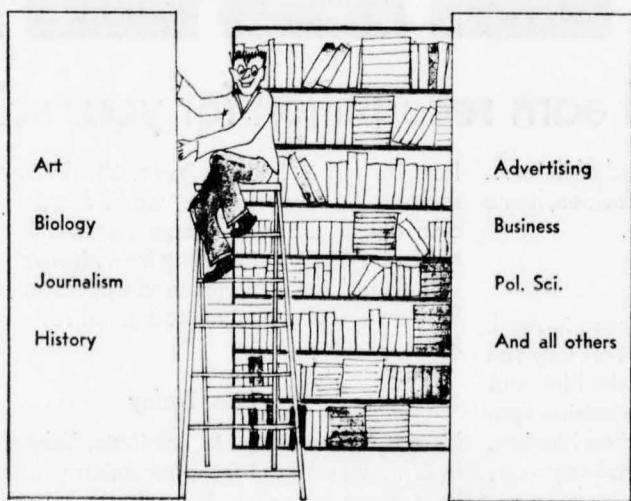 Art
Biology
Journalism
History
Advertising
Business
Pol. Sci.
And all others